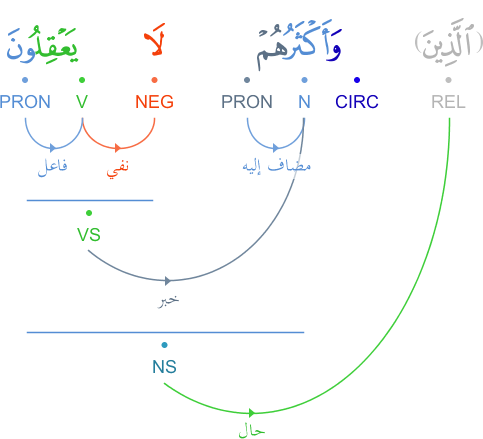 (ٱلَّذِينَ) وَأَكْثَرُهُمْ لَا يَعْقِلُونَ
REL CIRC N PRON NEG V PRON
مضاف إليه نفي فاعل
VS
خبر
NS
حال